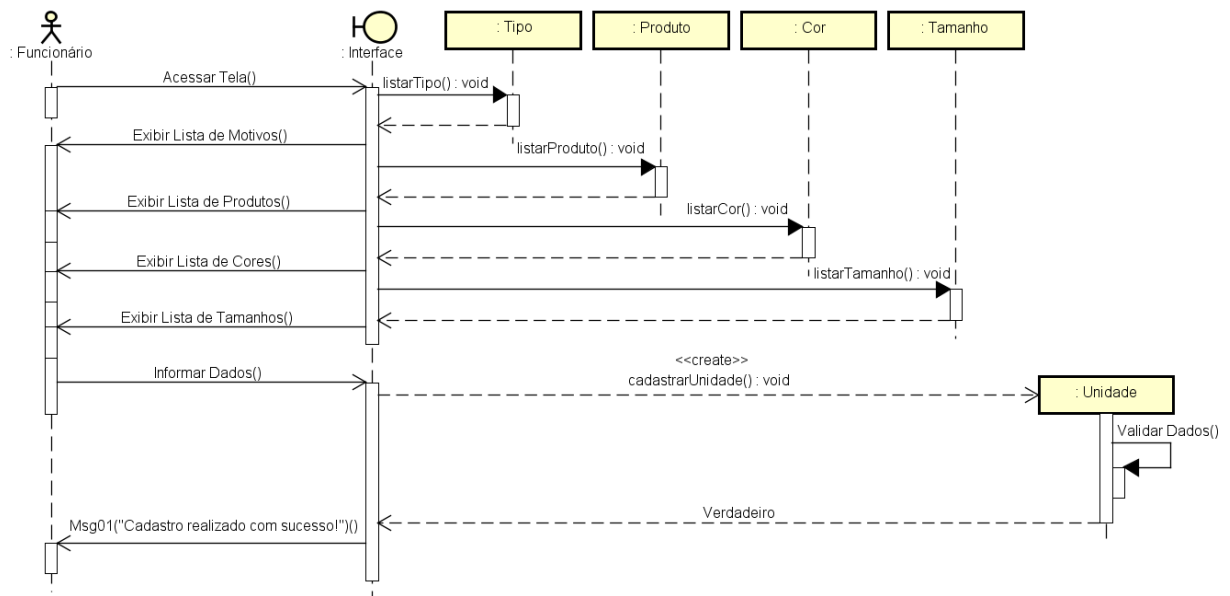 : Funcionário
: Interface
: Tipo
: Produto
: Cor
: Tamanho
Acessar Tela()
listarTipo() : void
Exibir Lista de Motivos()
listarProduto() : void
Exibir Lista de Produtos()
listarCor() : void
Exibir Lista de Cores()
listarTamanho() : void
Exibir Lista de Tamanhos()
Informar Dados()
<<create>>
cadastrarUnidade() : void
: Unidade
Validar Dados()
Verdadeiro
Msg01("Cadastro realizado com sucesso!")()